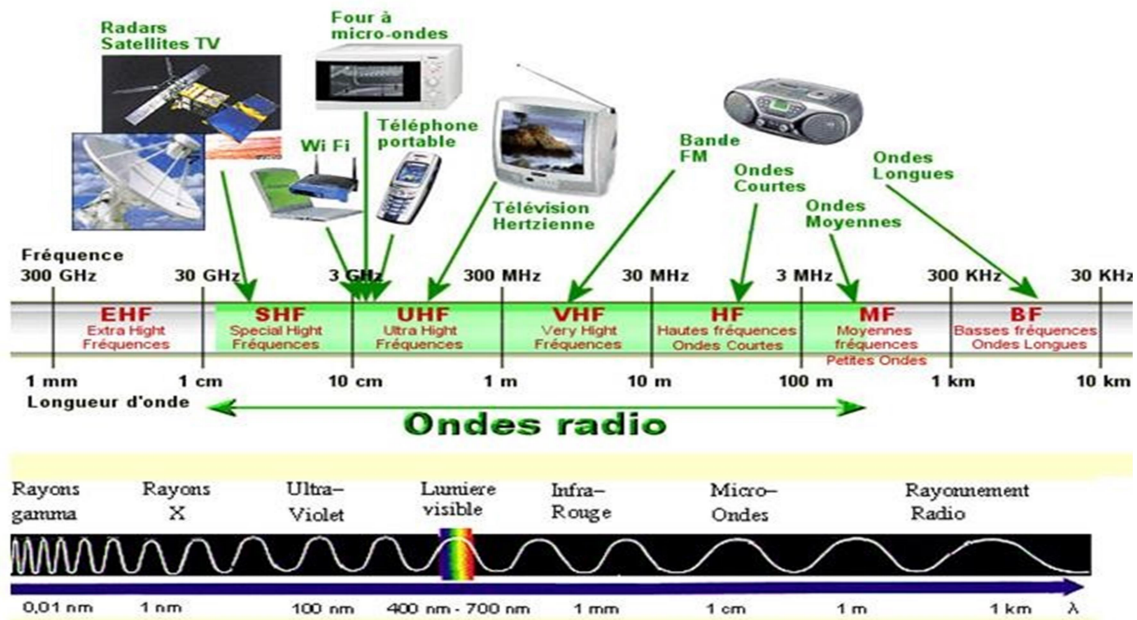 Radars
Satellites TV
Four à
micro-ondes
Wi Fi
Téléphone
portable
Télévision
Hertzienne
Bande
FM
Ondes
Courtes
Ondes
Moyennes
Ondes
Longues
Fréquence
300 GHz 30 GHz 3 GHz 300 MHz 30 MHz 3 MHz 300 KHz 30 KHz
EHF SHF UHF VHF HF MF BF
Extra Hight Special Hight Ultra Hight Very Hight Hautes fréquences Moyennes Basses fréquences
Fréquences Fréquences Fréquences Fréquences Ondes Courtes fréquences Ondes Longues
Petites Ondes
1 mm 1 cm 10 cm 1 m 10 m 100 m 1 km 10 km
Longueur d'onde
Ondes radio
Rayons Rayons Ultra– Lumiere Infra– Micro– Rayonnement
gamma X Violet visible Rouge Ondes Radio
0,01 nm 1 nm 100 nm 400 nm - 700 nm 1 mm 1 cm 1 m 1 km λ